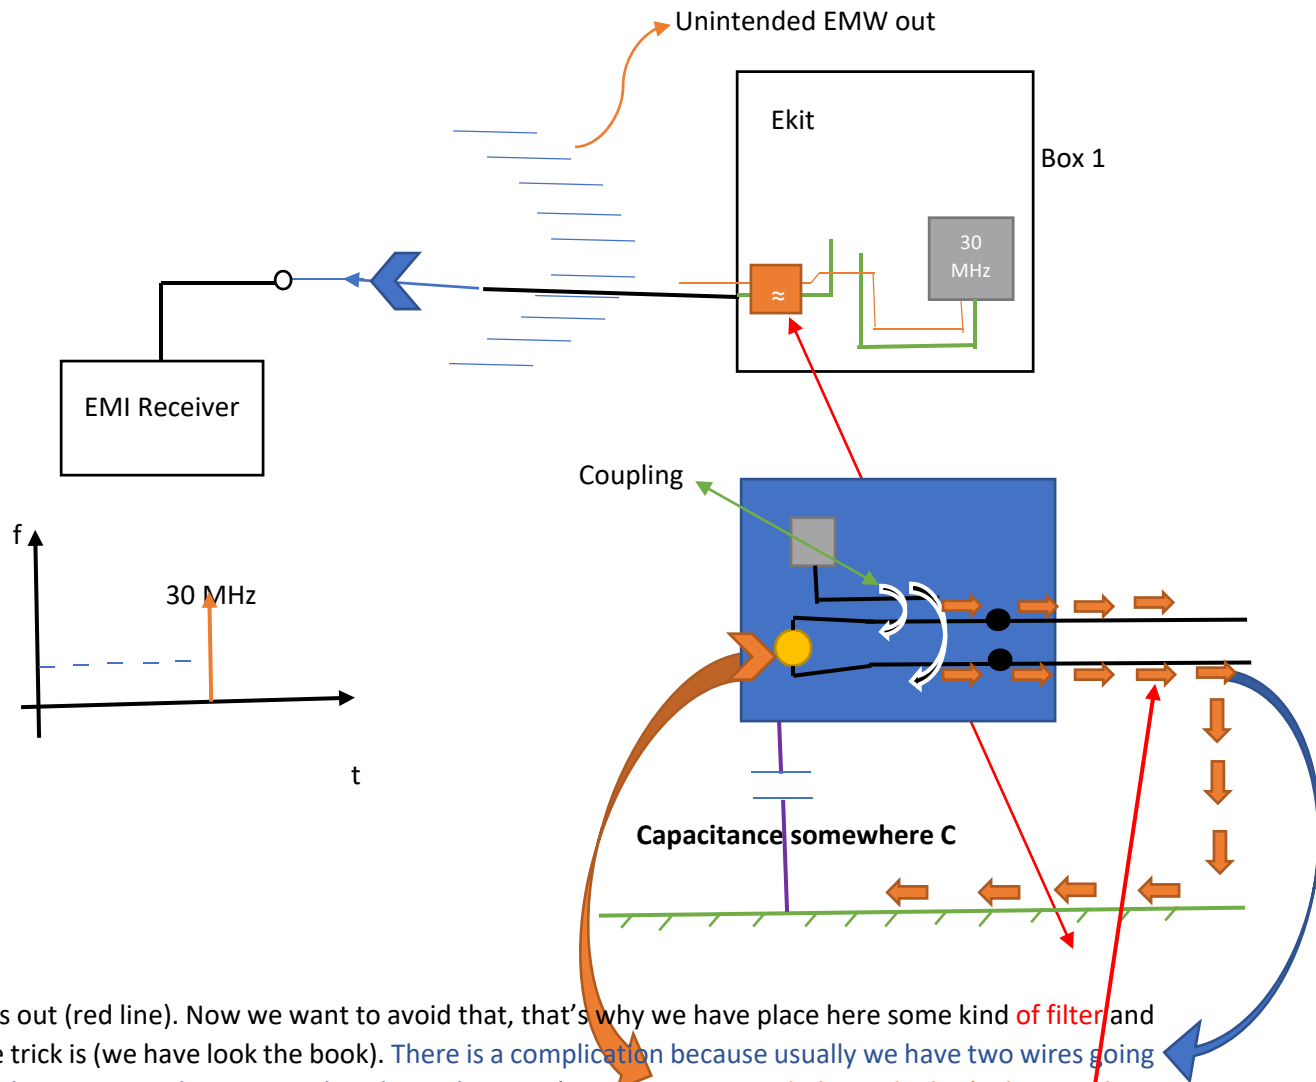 Unintended EMW out
Ekit
Box 1
30
MHz
≈
EMI Receiver
Coupling
f
30 MHz
t
Capacitance somewhere C
s out (red line). Now we want to avoid that, that's why we have place here some kind of filter and
e trick is (we have look the book). There is a complication because usually we have two wires going